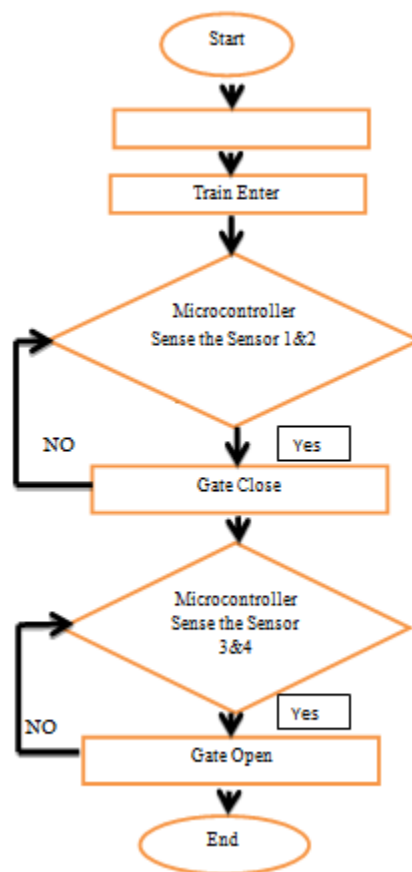 Start
Train Enter
Microcontroller
Sense the Sensor 1&2
NO
Yes
Gate Close
Microcontroller
Sense the Sensor
3&4
Yes
NO
Gate Open
End